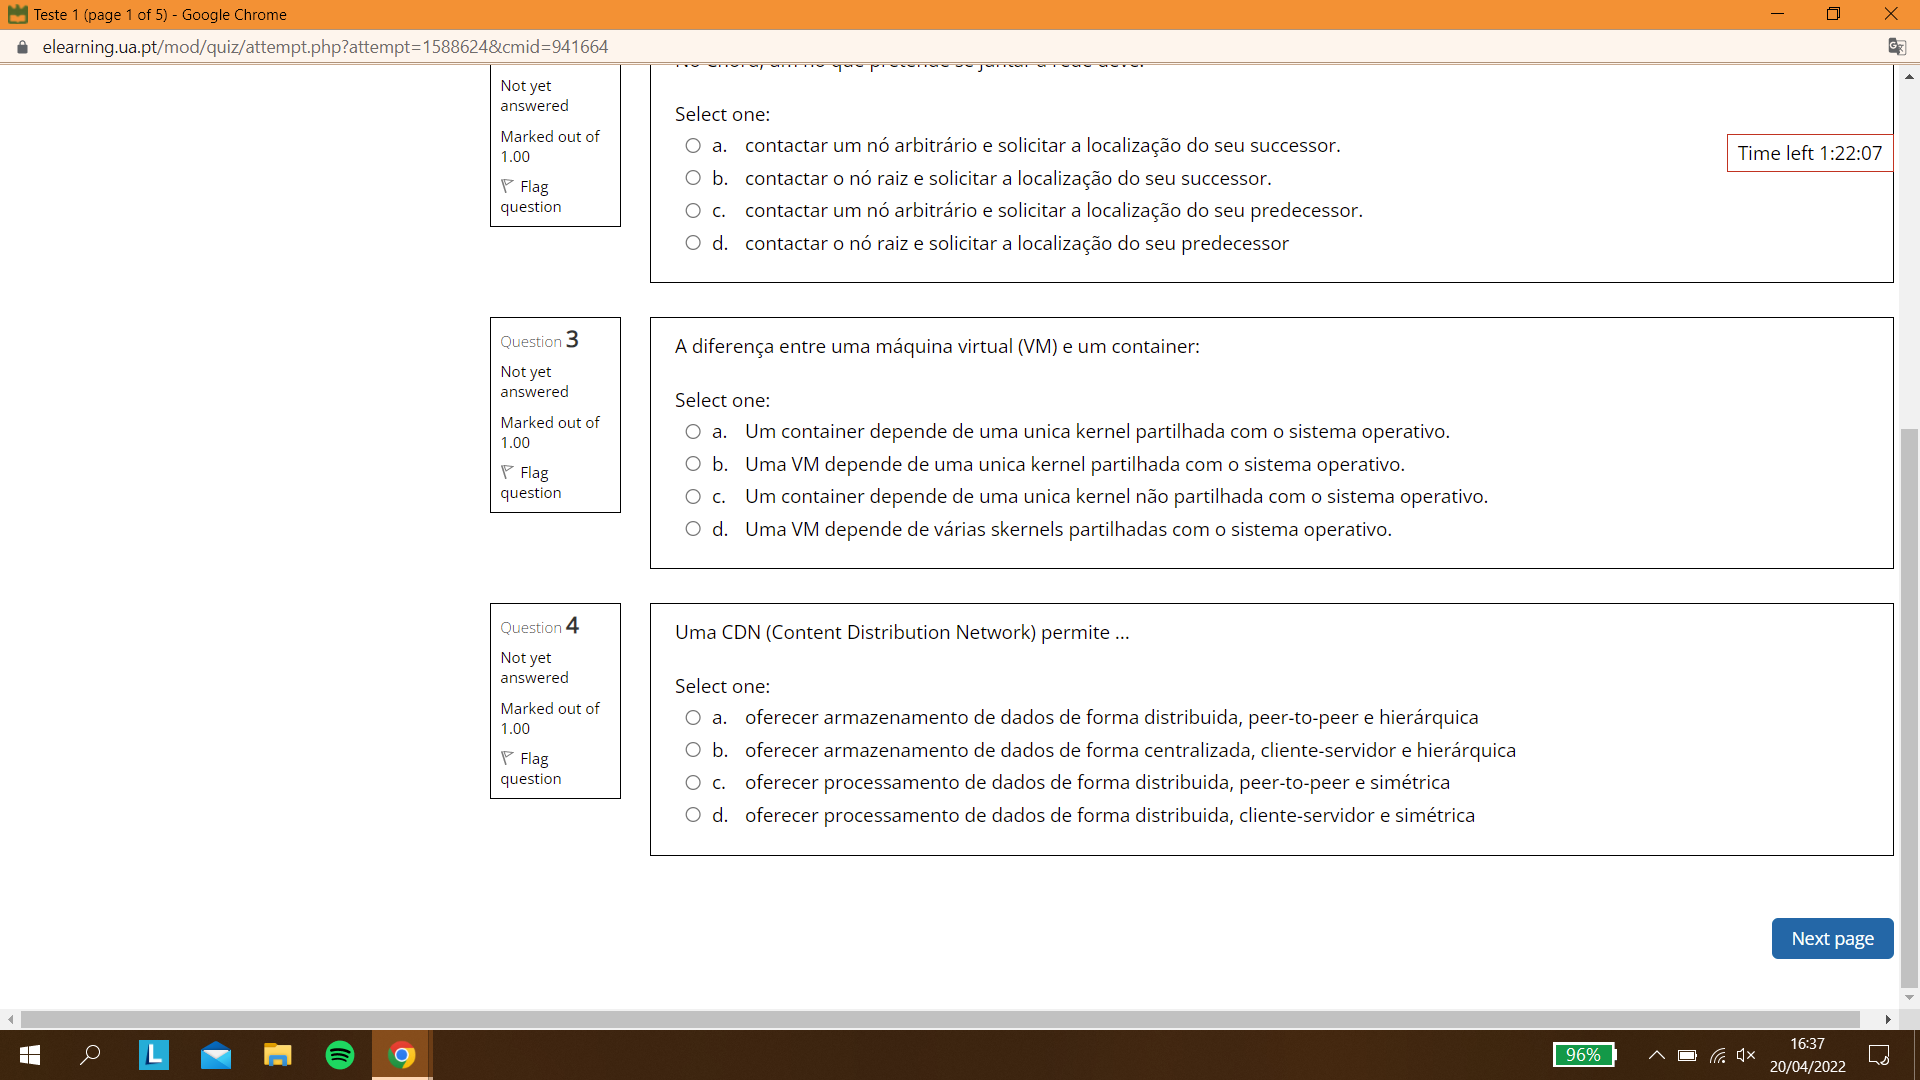 Teste 1 (page 1 of 5) - Google Chrome
elearning.ua.pt/mod/quiz/attempt.php?attempt=1588624&cmid=941664
No Chord, um nó que pretende se juntar à rede deve:
Not yet
answered
Marked out of
1.00
Flag
question
Select one:
a. contactar um nó arbitrário e solicitar a localização do seu successor.
b. contactar o nó raiz e solicitar a localização do seu successor.
c. contactar um nó arbitrário e solicitar a localização do seu predecessor.
d. contactar o nó raiz e solicitar a localização do seu predecessor
Time left 1:22:07
Question 3
Not yet
answered
Marked out of
1.00
Flag
question
A diferença entre uma máquina virtual (VM) e um container:
Select one:
a. Um container depende de uma unica kernel partilhada com o sistema operativo.
b. Uma VM depende de uma unica kernel partilhada com o sistema operativo.
c. Um container depende de uma unica kernel não partilhada com o sistema operativo.
d. Uma VM depende de várias skernels partilhadas com o sistema operativo.
Question 4
Not yet
answered
Marked out of
1.00
Flag
question
Uma CDN (Content Distribution Network) permite ...
Select one:
a. oferecer armazenamento de dados de forma distribuida, peer-to-peer e hierárquica
b. oferecer armazenamento de dados de forma centralizada, cliente-servidor e hierárquica
c. oferecer processamento de dados de forma distribuida, peer-to-peer e simétrica
d. oferecer processamento de dados de forma distribuida, cliente-servidor e simétrica
Next page
L
96%
16:37
20/04/2022